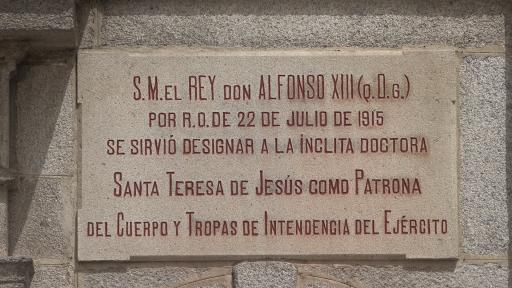 S.M. EL REY DON ALFONSO XIII (Q.D.G.)
POR R.O. DE 22 DE JULIO DE 1915
SE SIRVIÓ DESIGNAR A LA ÍNCLITA DOCTORA
SANTA TERESA DE JESÚS COMO PATRONA
DEL CUERPO Y TROPAS DE INTENDENCIA DEL EJÉRCITO